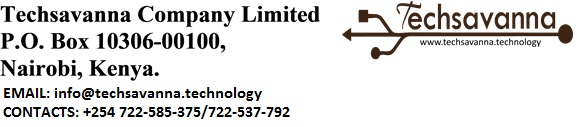 Techsavanna Company Limited
P.O. Box 10306-00100,
Nairobi, Kenya.
EMAIL: info@techsavanna.technology
CONTACTS: +254 722-585-375/722-537-792
Techsavanna
www.techsavanna.technology